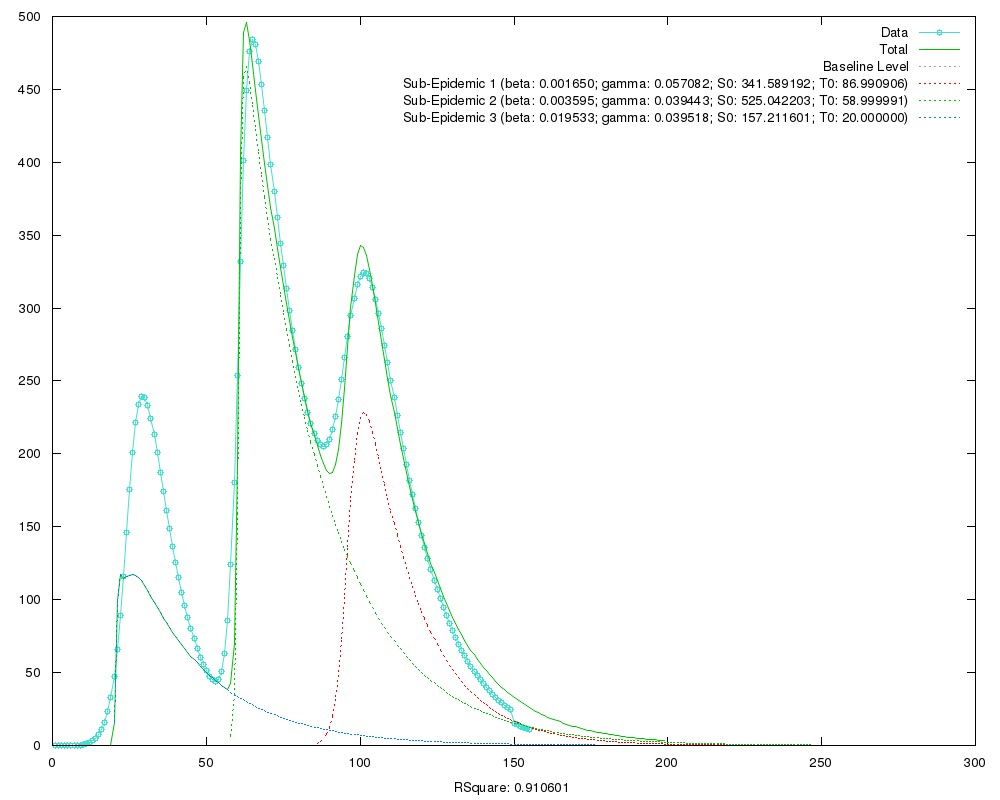 500
450
400
350
300
250
200
150
100
50
0
Data
Total
Baseline Level
Sub-Epidemic 1 (beta: 0.001650; gamma: 0.057082; S0: 341.589192; T0: 86.990906)
Sub-Epidemic 2 (beta: 0.003595; gamma: 0.039443; S0: 525.042203; T0: 58.999991)
Sub-Epidemic 3 (beta: 0.019533; gamma: 0.039518; S0: 157.211601; T0: 20.000000)
0 50 100 150 200 250 300
RSquare: 0.910601